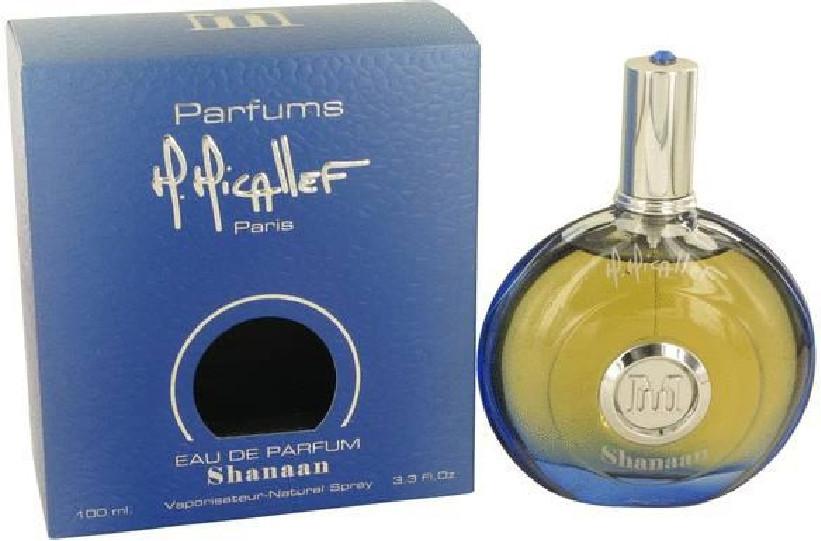 Parfums
M. Micallef
Paris
EAU DE PARFUM
Shanaan
100 ml.
Vaporisateur-Natural Spray
3.3 Fl.Oz
M. Micallef
Shanaan